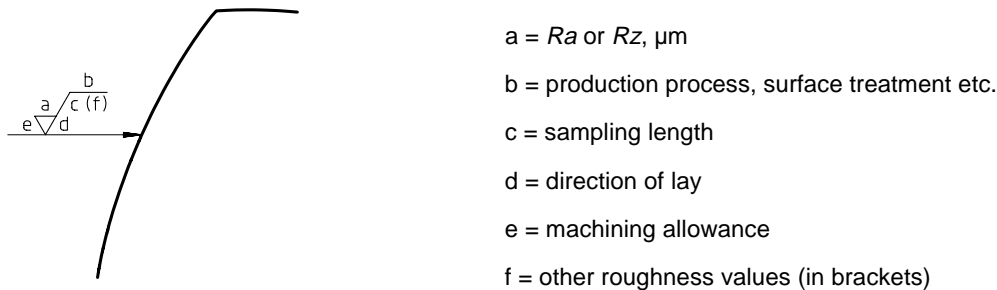 b
a c (f)
e d
a = Ra or Rz, µm
b = production process, surface treatment etc.
c = sampling length
d = direction of lay
e = machining allowance
f = other roughness values (in brackets)